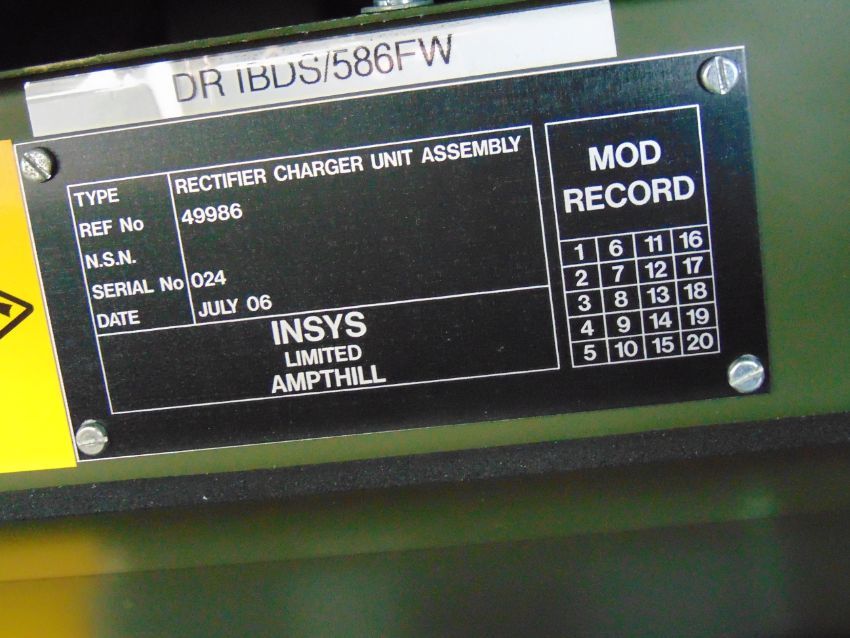 DR IBDS/586FW
TYPE RECTIFIER CHARGER UNIT ASSEMBLY
REF No 49986
N.S.N.
SERIAL No 024
DATE JULY 06
INSYS
LIMITED
AMPTHILL
MOD
RECORD
1 6 11 16
2 7 12 17
3 8 13 18
4 9 14 19
5 10 15 20